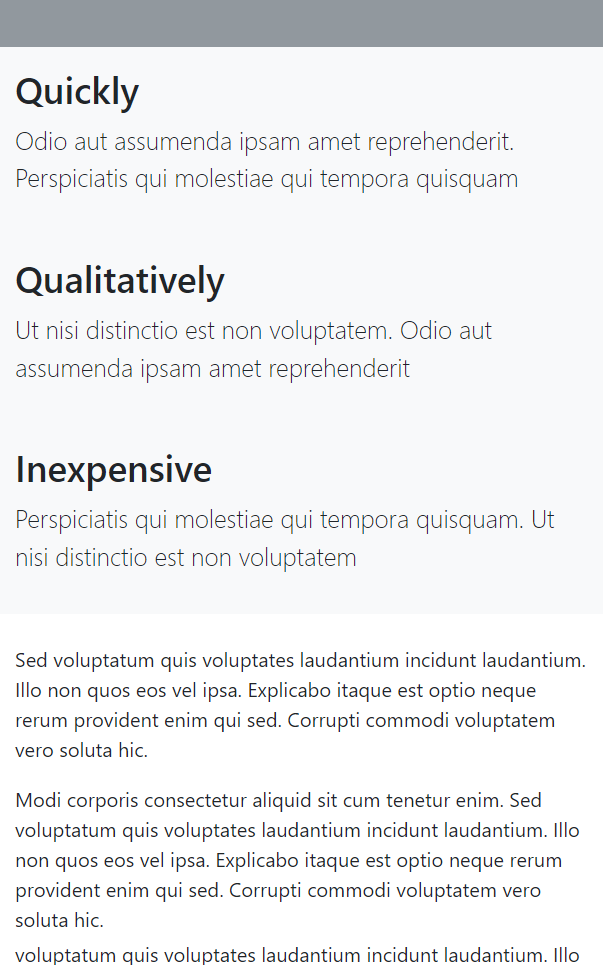 Quickly
Odio aut assumenda ipsam amet reprehenderit.
Perspiciatis qui molestiae qui tempora quisquam
Qualitatively
Ut nisi distinctio est non voluptatem. Odio aut
assumenda ipsam amet reprehenderit
Inexpensive
Perspiciatis qui molestiae qui tempora quisquam. Ut
nisi distinctio est non voluptatem
Sed voluptatum quis voluptates laudantium incidunt laudantium.
Illo non quos eos vel ipsa. Explicabo itaque est optio neque
rerum provident enim qui sed. Corrupti commodi voluptatem
vero soluta hic.
Modi corporis consectetur aliquid sit cum tenetur enim. Sed
voluptatum quis voluptates laudantium incidunt laudantium. Illo
non quos eos vel ipsa. Explicabo itaque est optio neque rerum
provident enim qui sed. Corrupti commodi voluptatem vero
soluta hic.
voluptatum quis voluptates laudantium incidunt laudantium. Illo